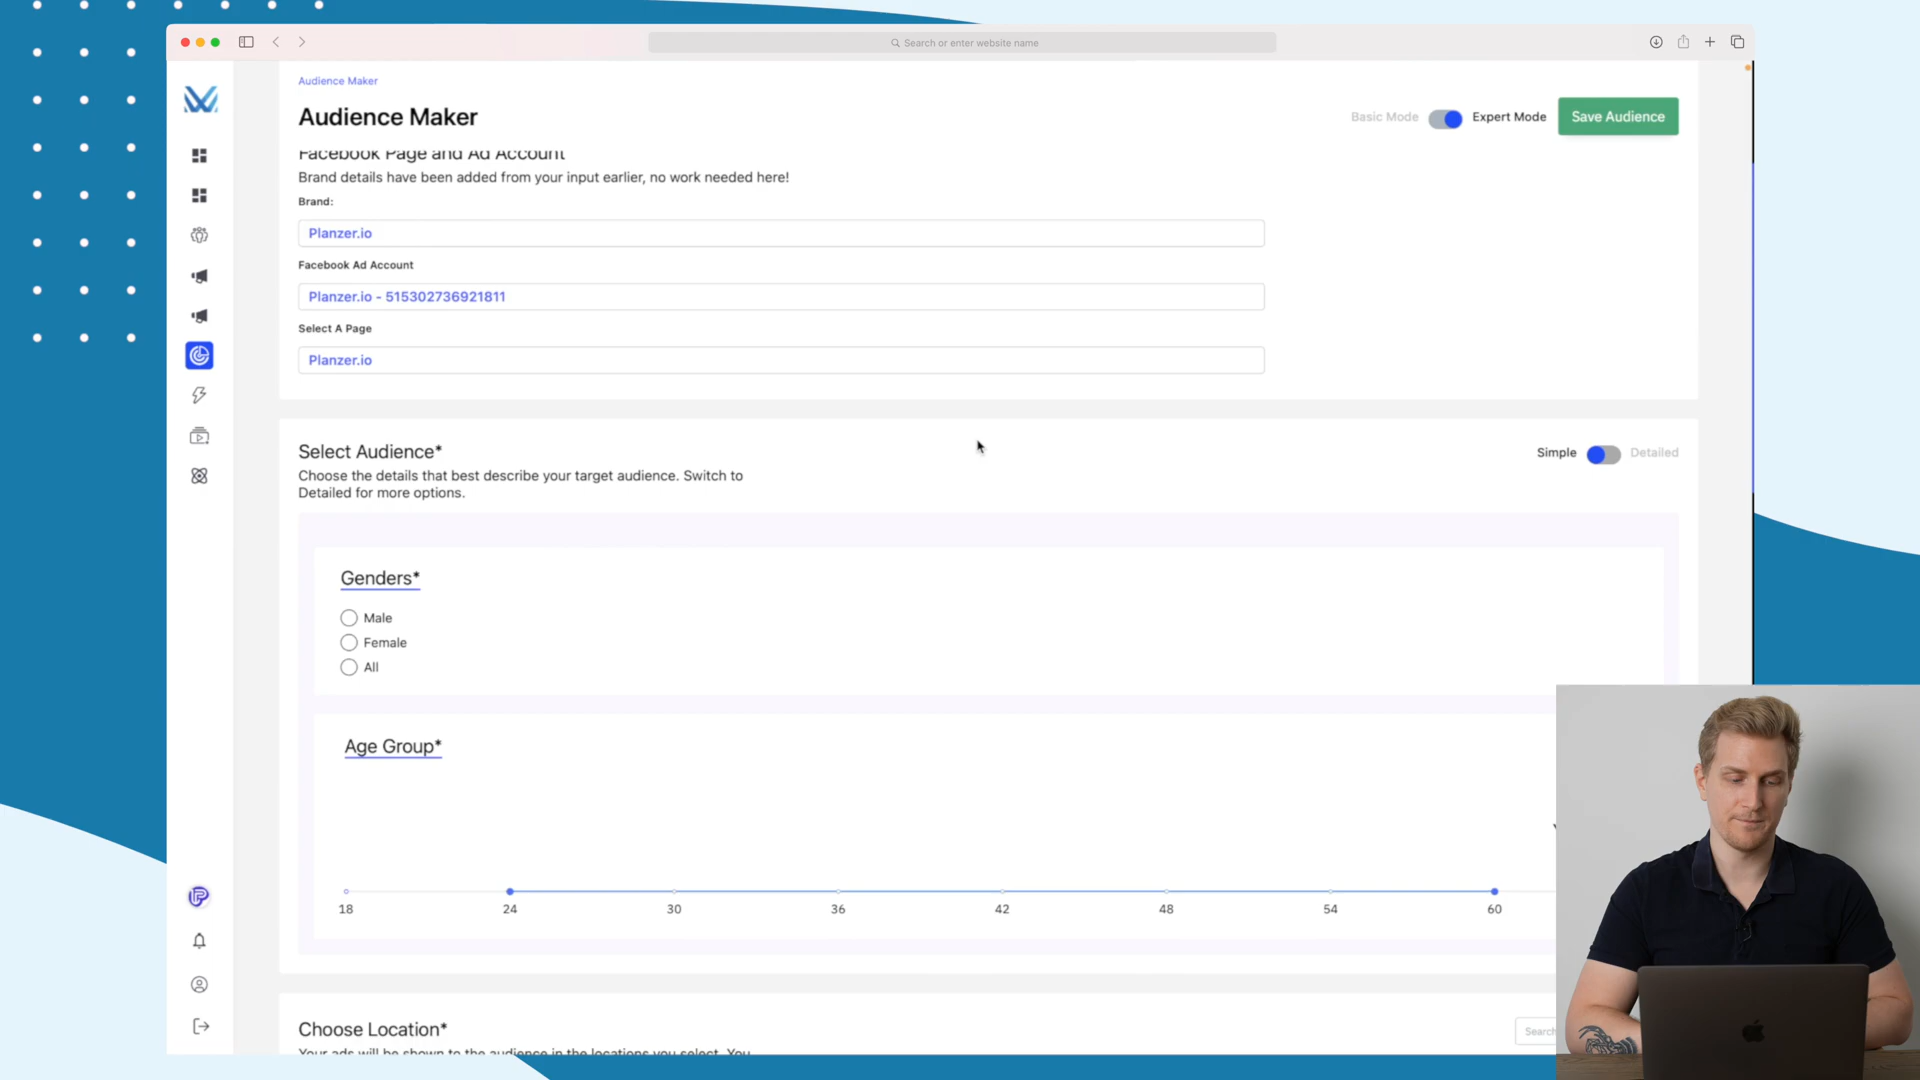 Search or enter website name
Audience Maker
Audience Maker
Basic Mode
Expert Mode
Save Audience
Facebook Page and Ad Account
Brand details have been added from your input earlier, no work needed here!
Brand:
Planzer.io
Facebook Ad Account
Planzer.io - 515302736921811
Select A Page
Planzer.io
Select Audience*
Simple
Detailed
Choose the details that best describe your target audience. Switch to
Detailed for more options.
Genders*
Male
Female
All
Age Group*
18 24 30 36 42 48 54 60
Choose Location*
Search
Your ads will be shown to the audience in the locations you select. You